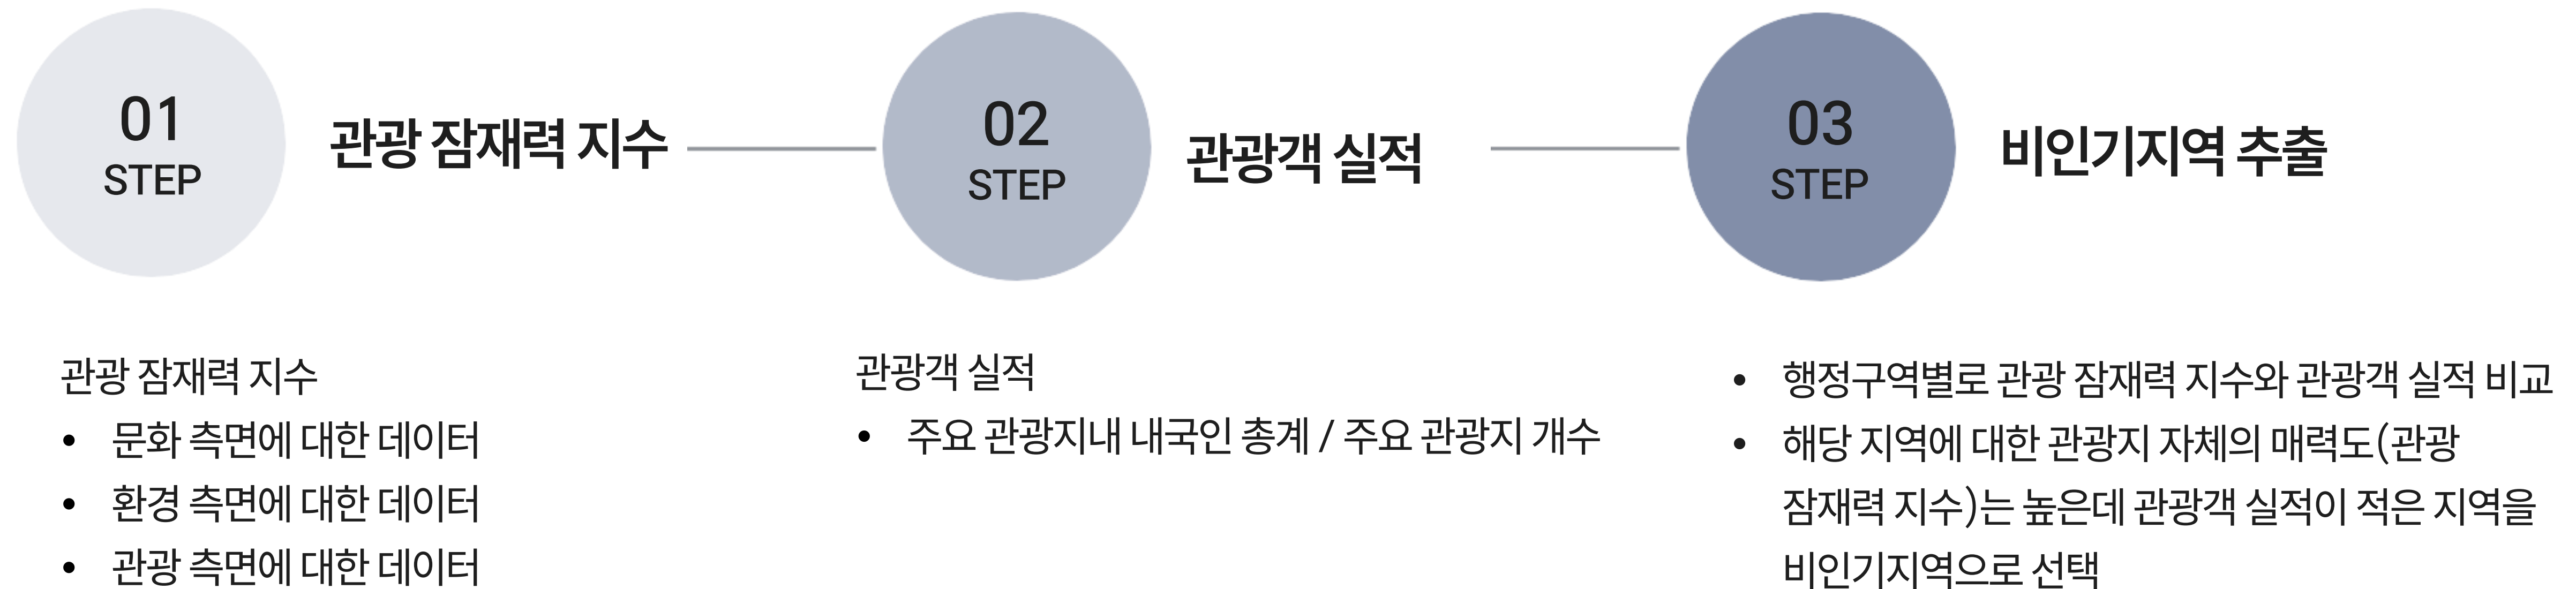 01
STEP
관광 잠재력 지수
02
STEP
관광객 실적
03
STEP
비인기지역 추출
관광 잠재력 지수
• 문화 측면에 대한 데이터
• 환경 측면에 대한 데이터
• 관광 측면에 대한 데이터
관광객 실적
• 주요 관광지내 내국인 총계 / 주요 관광지 개수
• 행정구역별로 관광 잠재력 지수와 관광객 실적 비교
• 해당 지역에 대한 관광지 자체의 매력도(관광
잠재력 지수)는 높은데 관광객 실적이 적은 지역을
비인기지역으로 선택